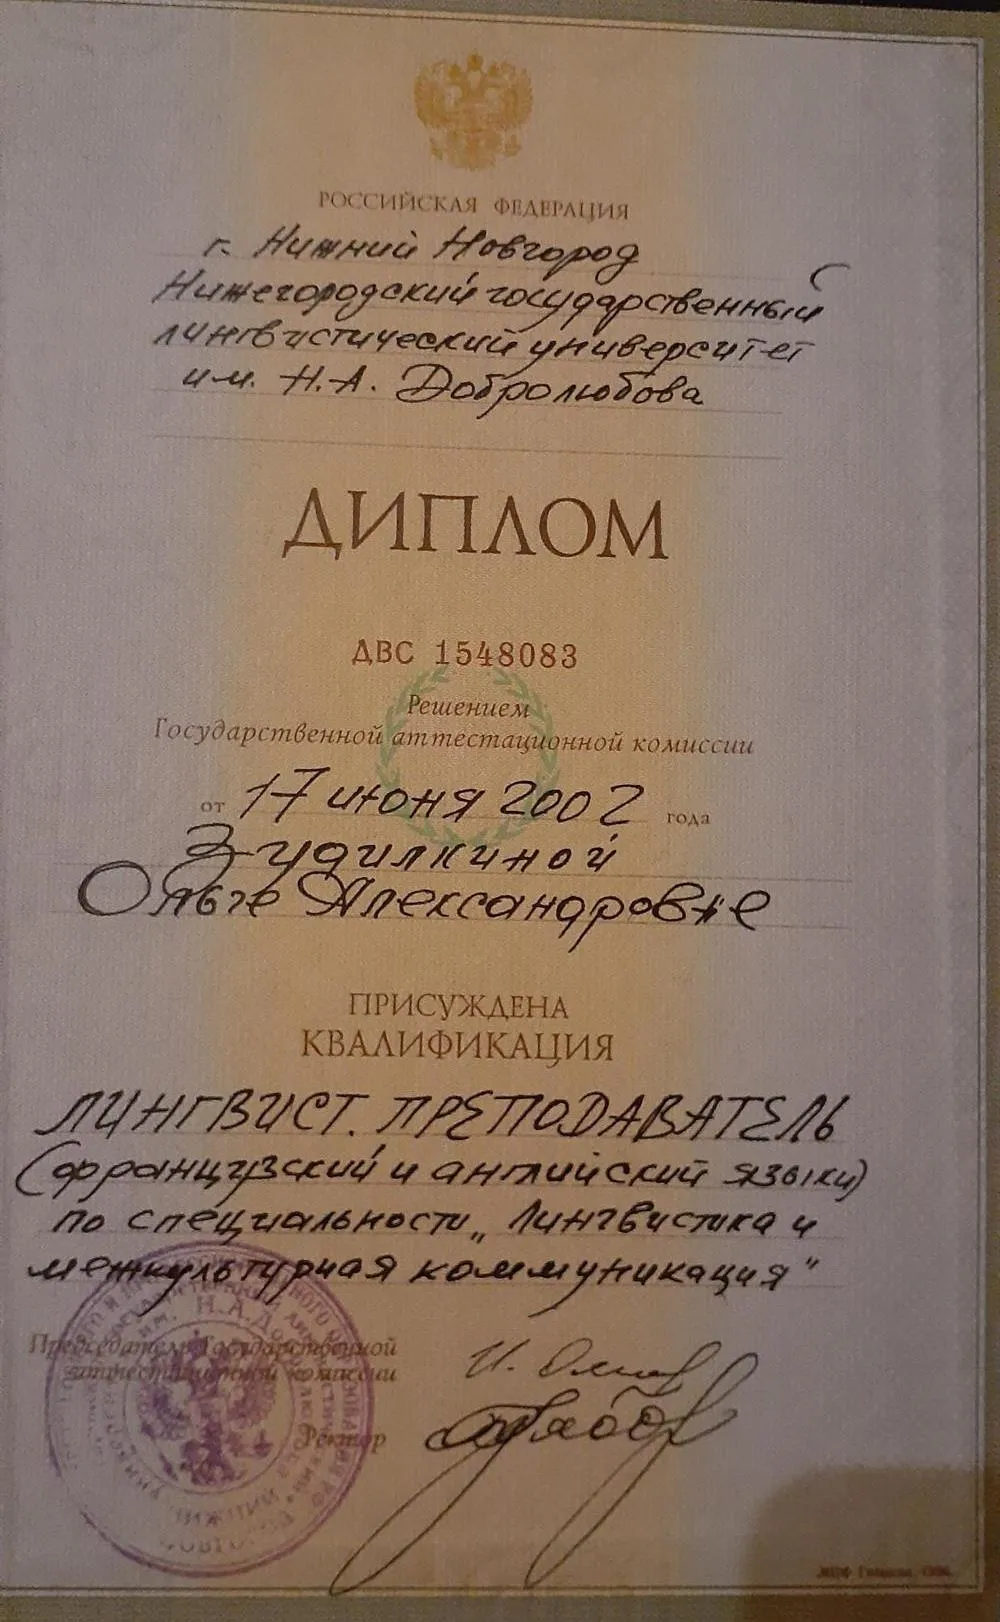 РОССИЙСКАЯ ФЕДЕРАЦИЯ
г. Нижний Новгород
Нижегородский государственный
лингвистический университет
им. Н.А. Добролюбова
ДИПЛОМ
ДВС 1548083
Решением
Государственной аттестационной комиссии
от 17 июня 2002 года
Зудилкиной
Ольге Александровне
ПРИСУЖДЕНА
КВАЛИФИКАЦИЯ
ЛИНГВИСТ. ПРЕПОДАВАТЕЛЬ
(французский и английский языки)
по специальности „Лингвистика и
межкультурная коммуникация"
Председатель Государственной
аттестационной комиссии
Ректор